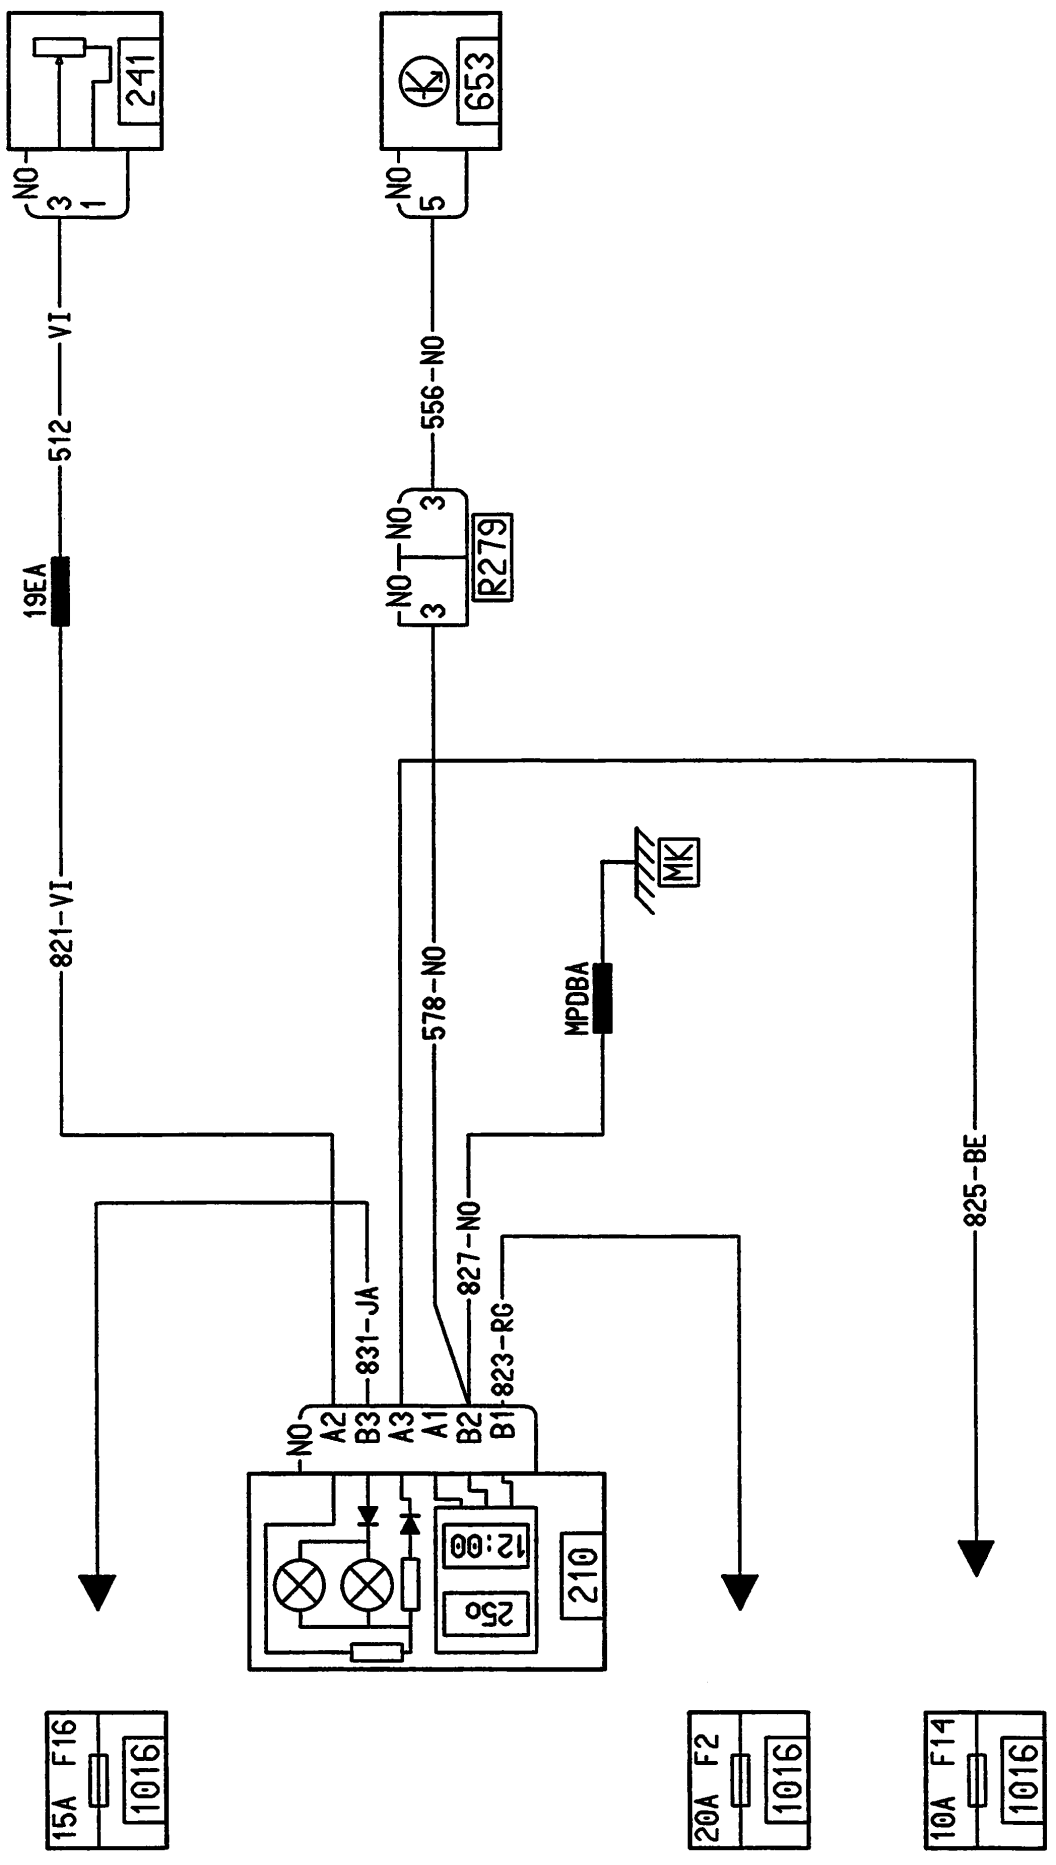 241
NO
3
1
VI
512
19EA
821-VI
653
NO
5
556-NO
NO
3
R279
NO
3
578-NO
MK
MPDBA
825-BE
827-NO
831-JA
823-RG
NO
A2
B3
A3
A1
B2
B1
12:00
25°
210
15A F16
1016
20A F2
1016
10A F14
1016